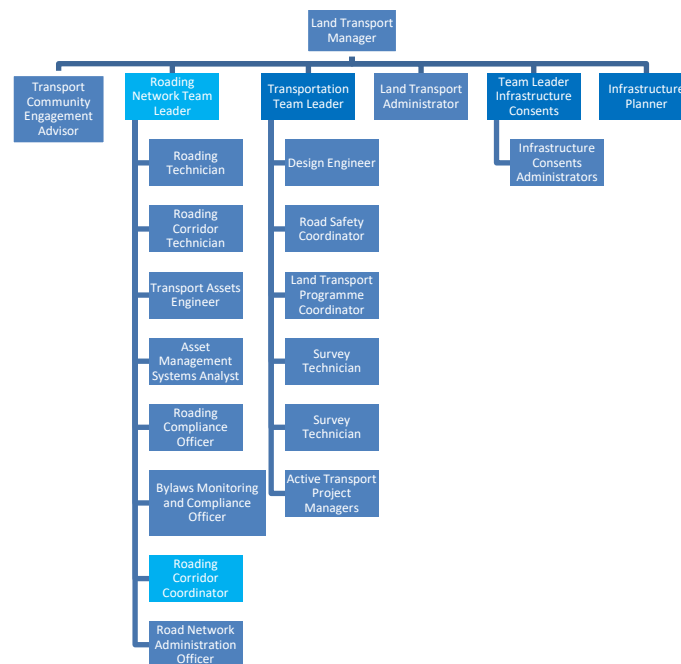 Land Transport
Manager
Transport
Community
Engagement
Advisor
Roading
Network Team
Leader
Transportation
Team Leader
Land Transport
Administrator
Team Leader
Infrastructure
Consents
Infrastructure
Planner
Roading
Technician
Roading
Corridor
Technician
Transport Assets
Engineer
Asset
Management
Systems Analyst
Roading
Compliance
Officer
Bylaws Monitoring
and Compliance
Officer
Roading
Corridor
Coordinator
Road Network
Administration
Officer
Design Engineer
Road Safety
Coordinator
Land Transport
Programme
Coordinator
Survey
Technician
Survey
Technician
Active Transport
Project
Managers
Infrastructure
Consents
Administrators